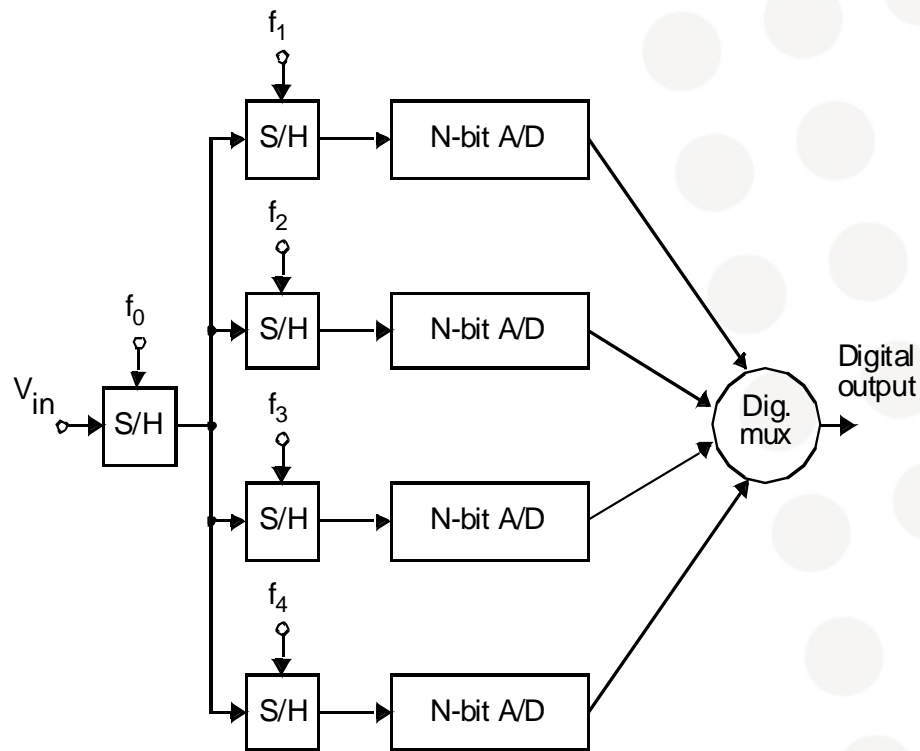 f1
S/H
N-bit A/D
f2
S/H
N-bit A/D
f0
Vin
S/H
f3
S/H
N-bit A/D
Dig.
mux
Digital
output
f4
S/H
N-bit A/D